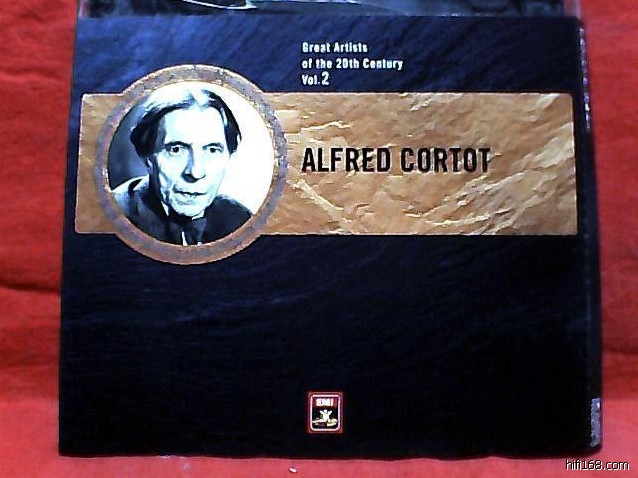 Great Artists
of the 20th Century
Vol.2
ALFRED CORTOT
EMI
hifi168.com